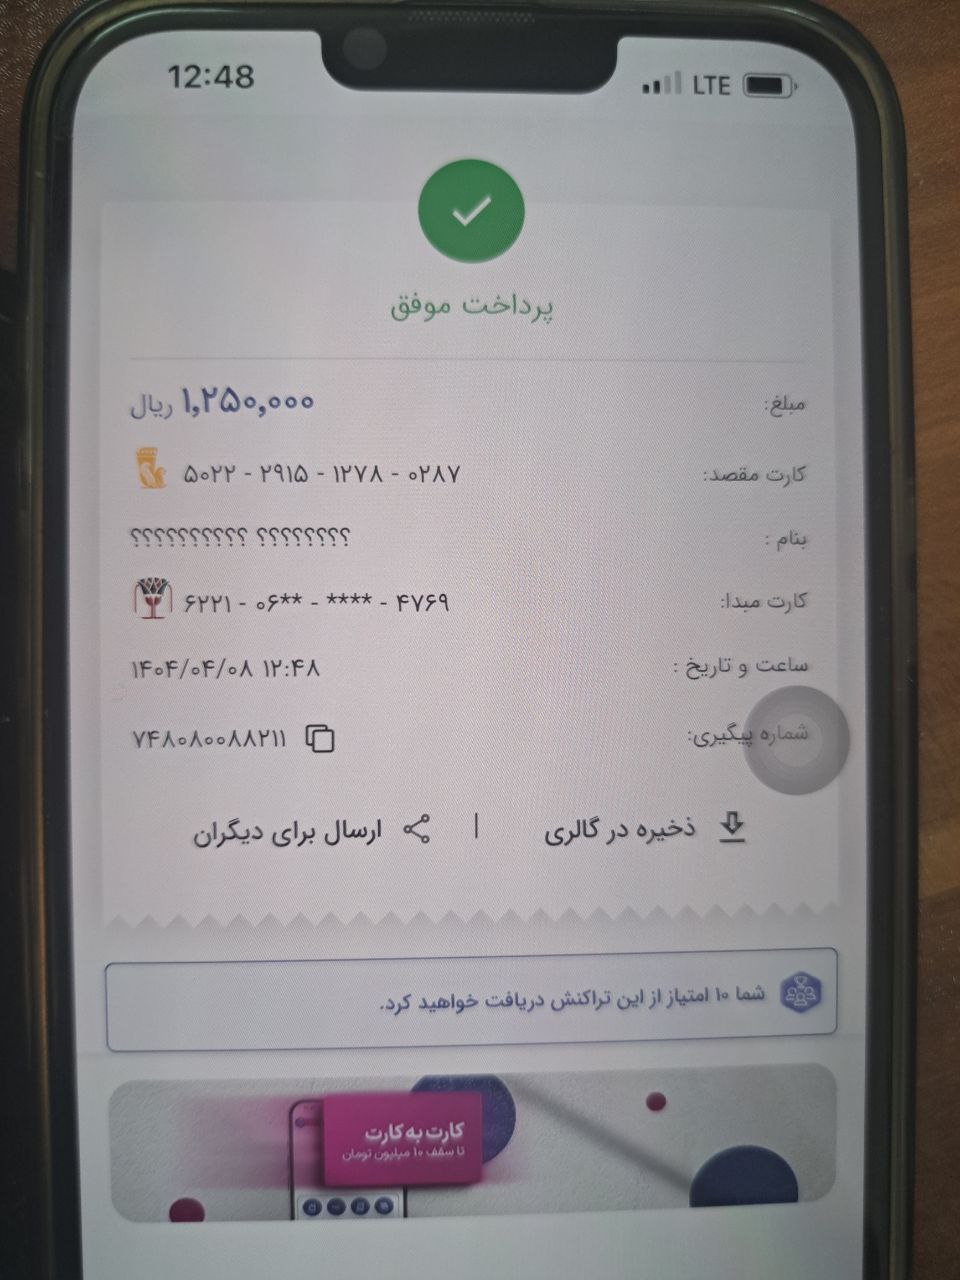 12:48 LTE
پرداخت موفق
مبلغ: ۱,۲۵۰,۰۰۰ ریال
کارت مقصد: ۵۰۲۲ - ۲۹۱۵ - ۱۲۷۸ - ۰۲۸۷
بنام : ؟؟؟؟؟؟؟؟ ؟؟؟؟؟؟؟؟؟؟
کارت مبدا: ۶۲۲۱ - ۰۶** - **** - ۴۷۶۹
ساعت و تاریخ : ۱۴۰۴/۰۴/۰۸ ۱۲:۴۸
شماره پیگیری: ۷۴۸۰۸۰۰۸۸۲۱۱
ذخیره در گالری | ارسال برای دیگران
شما ۱۰ امتیاز از این تراکنش دریافت خواهید کرد.
کارت به کارت
تا سقف ۱۰ میلیون تومان